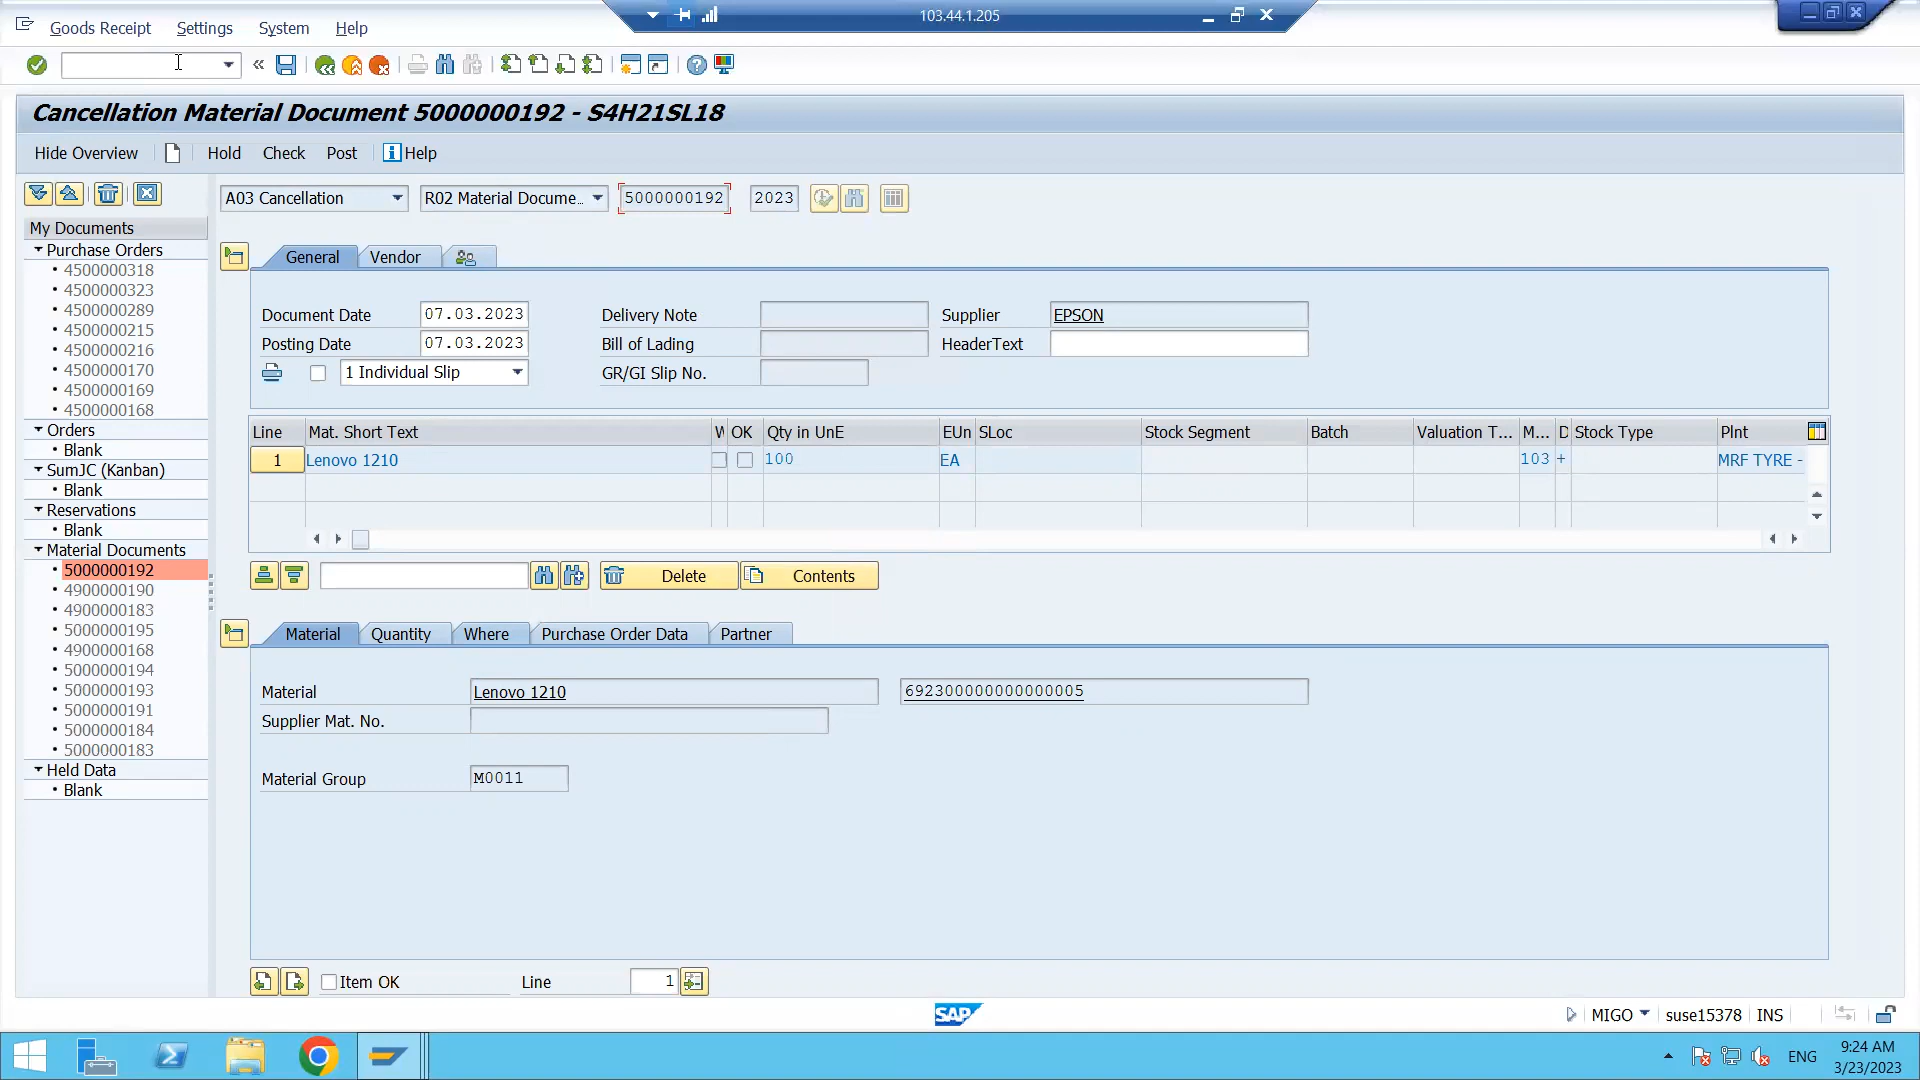 103.44.1.205
Goods Receipt Settings System Help
Cancellation Material Document 5000000192 - S4H21SL18
Hide Overview Hold Check Post Help
A03 Cancellation R02 Material Docume.. 5000000192 2023
My Documents
Purchase Orders
4500000318
4500000323
4500000289
4500000215
4500000216
4500000170
4500000169
4500000168
Orders
Blank
SumJC (Kanban)
Blank
Reservations
Blank
Material Documents
5000000192
4900000190
4900000183
5000000195
4900000168
5000000194
5000000193
5000000191
5000000184
5000000183
Held Data
Blank
General Vendor
Document Date 07.03.2023 Delivery Note Supplier EPSON
Posting Date 07.03.2023 Bill of Lading HeaderText
1 Individual Slip GR/GI Slip No.
Line Mat. Short Text OK Qty in UnE EUn SLoc Stock Segment Batch Valuation T... M... D Stock Type Plnt
1 Lenovo 1210 100 EA 103 + MRF TYRE -
Delete Contents
Material Quantity Where Purchase Order Data Partner
Material Lenovo 1210 692300000000000005
Supplier Mat. No.
Material Group M0011
Item OK Line 1
SAP MIGO suse15378 INS
ENG
9:24 AM
3/23/2023